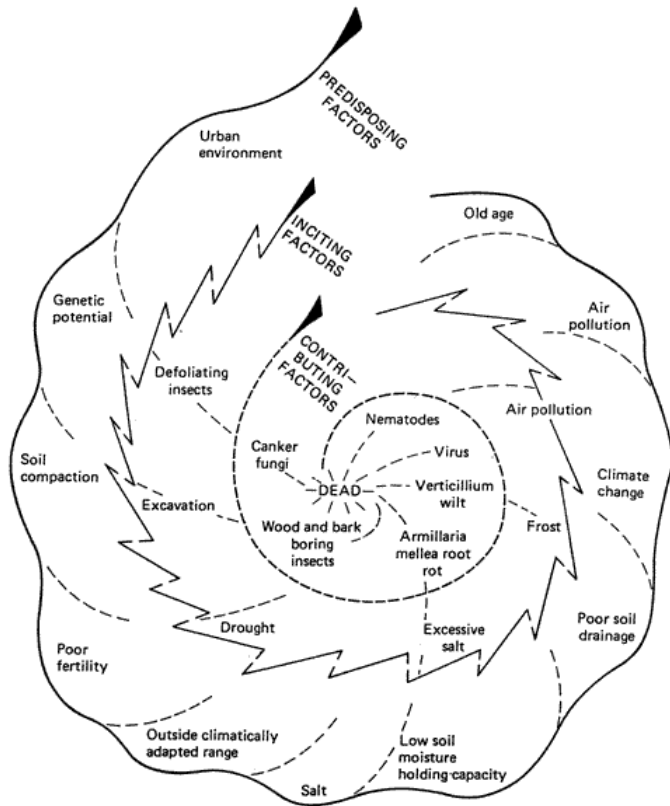 PREDISPOSING
FACTORS
Urban
environment
INCITING
FACTORS
Old age
Genetic
potential
Air
pollution
CONTRI-
BUTING
FACTORS
Defoliating
insects
Air pollution
Nematodes
Canker
fungi
Virus
Soil
compaction
Climate
change
DEAD
Verticillium
wilt
Excavation
Frost
Wood and bark
boring
insects
Armillaria
mellea root
rot
Poor soil
drainage
Drought
Excessive
salt
Poor
fertility
Outside climatically
adapted range
Low soil
moisture
holding capacity
Salt